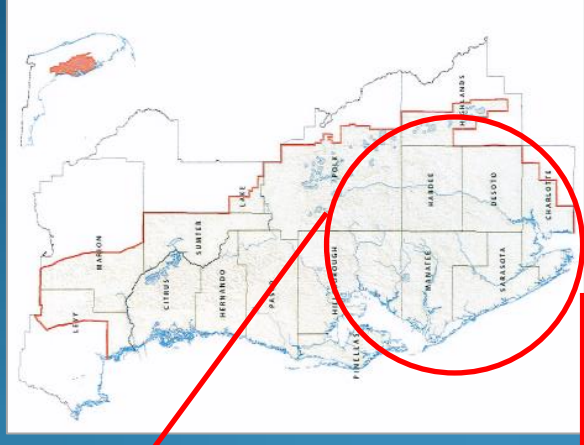 LEVY
MARION
CITRUS
SUMTER
LAKE
HERNANDO
PASCO
POLK
HILLSBOROUGH
PINELLAS
HIGHLANDS
HARDEE
MANATEE
DESOTO
SARASOTA
CHARLOTTE